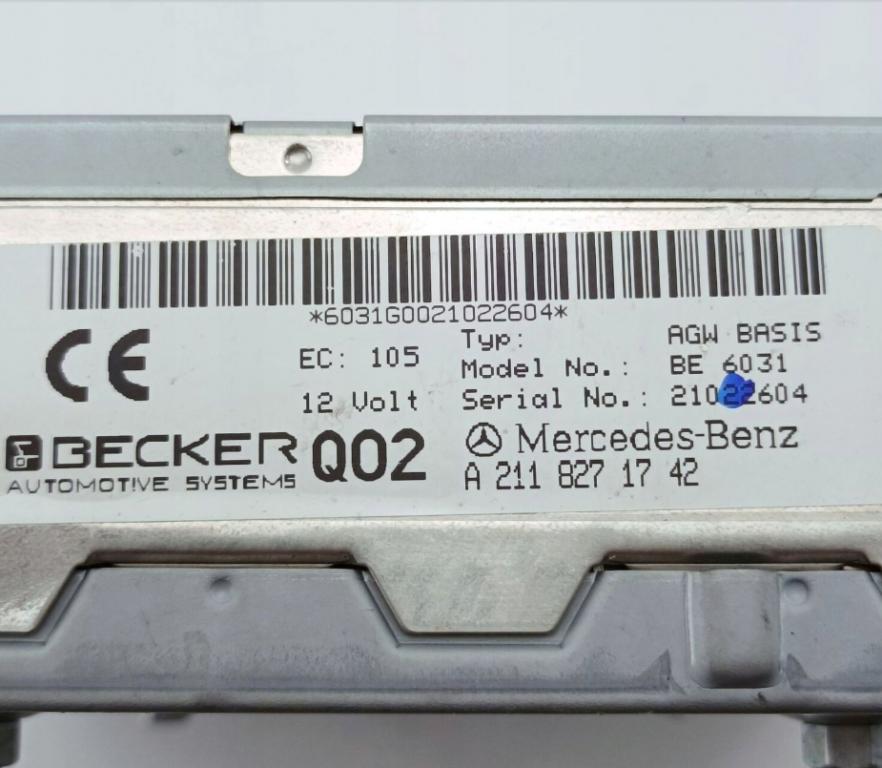 *6031G0021022604*
CE
EC: 105
12 Volt
Typ: AGW BASIS
Model No.: BE 6031
Serial No.: 21022604
BECKER
AUTOMOTIVE SYSTEMS
Q02
Mercedes-Benz
A 211 827 17 42